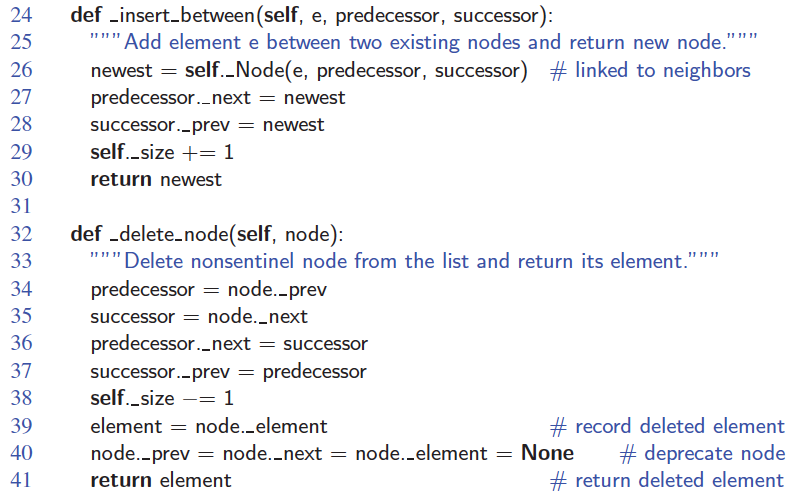 24 def _insert_between(self, e, predecessor, successor):
25 """Add element e between two existing nodes and return new node."""
26 newest = self._Node(e, predecessor, successor) # linked to neighbors
27 predecessor._next = newest
28 successor._prev = newest
29 self._size += 1
30 return newest
31
32 def _delete_node(self, node):
33 """Delete nonsentinel node from the list and return its element."""
34 predecessor = node._prev
35 successor = node._next
36 predecessor._next = successor
37 successor._prev = predecessor
38 self._size −= 1
39 element = node._element # record deleted element
40 node._prev = node._next = node._element = None # deprecate node
41 return element # return deleted element